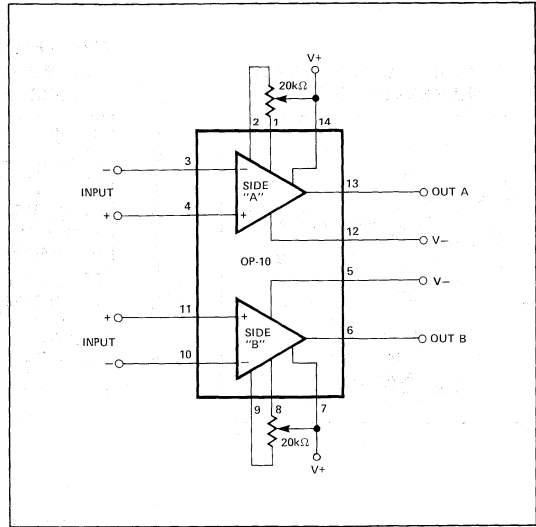 V+
20kΩ
2 1 14
3 − SIDE "A" 13 OUT A
− INPUT
+ 4 +
12 V−
OP-10
5 V−
+ 11 +
INPUT SIDE "B" 6 OUT B
− 10 −
9 8 7
20kΩ
V+